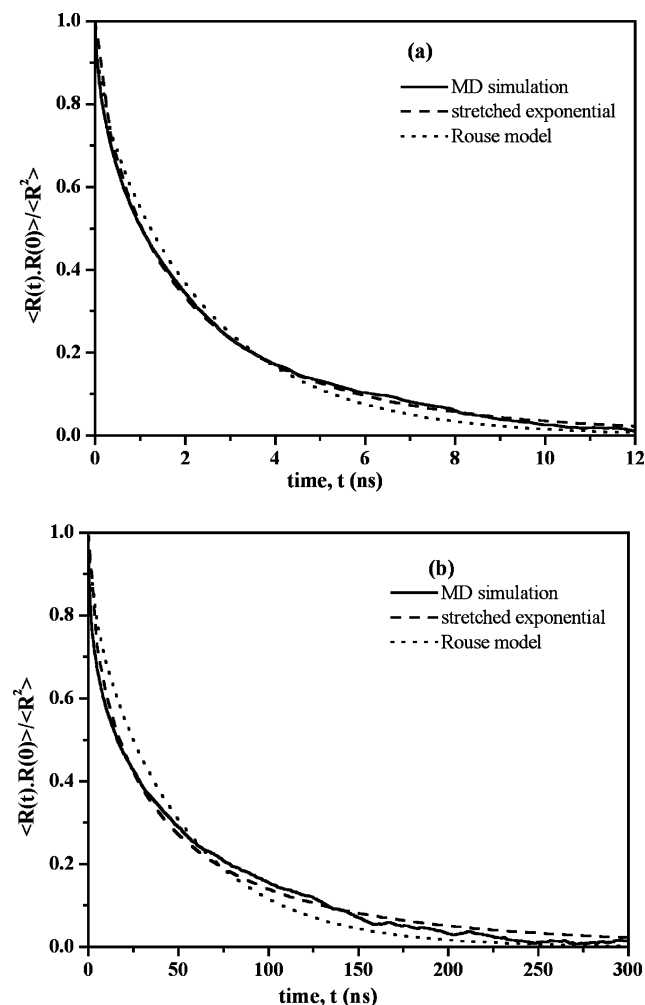 1.0
(a)
MD simulation
0.8
stretched exponential
Rouse model
0.6
<R(t).R(0)>/<R²>
0.4
0.2
0.0
0 2 4 6 8 10 12
time, t (ns)
1.0
(b)
MD simulation
0.8
stretched exponential
Rouse model
0.6
<R(t).R(0)>/<R²>
0.4
0.2
0.0
0 50 100 150 200 250 300
time, t (ns)